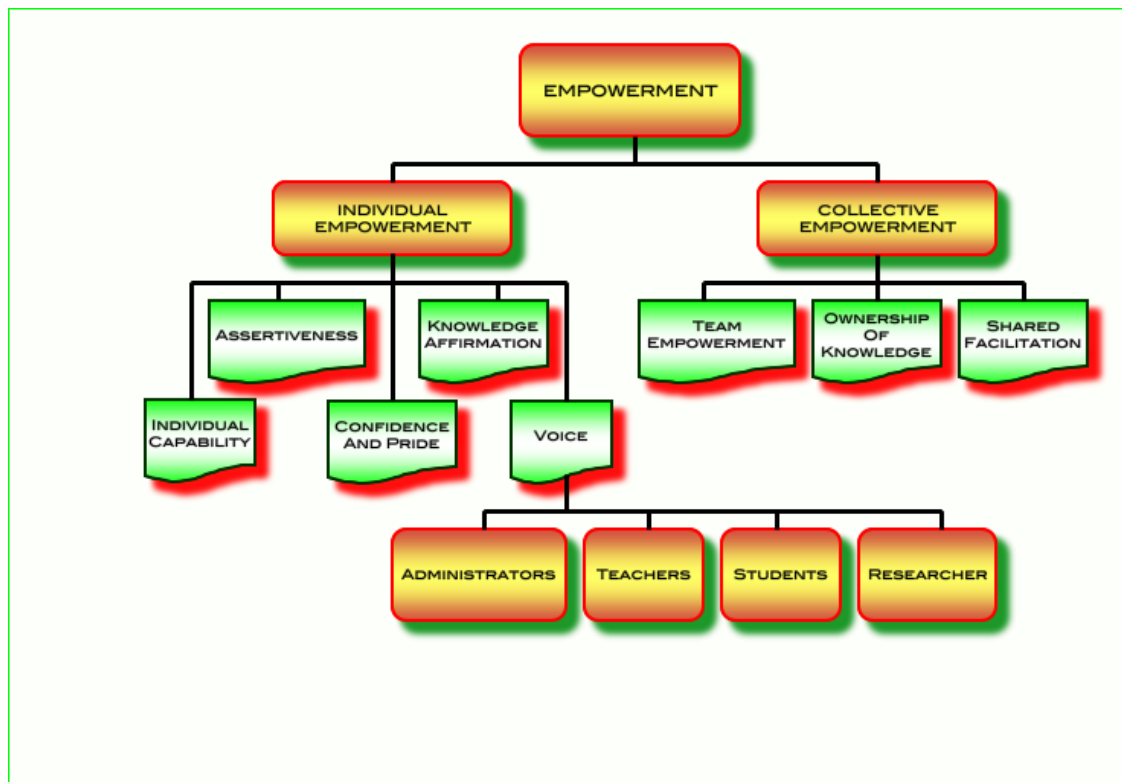 EMPOWERMENT
INDIVIDUAL
EMPOWERMENT
COLLECTIVE
EMPOWERMENT
ASSERTIVENESS
KNOWLEDGE
AFFIRMATION
TEAM
EMPOWERMENT
OWNERSHIP
OF
KNOWLEDGE
SHARED
FACILITATION
INDIVIDUAL
CAPABILITY
CONFIDENCE
AND PRIDE
VOICE
ADMINISTRATORS
TEACHERS
STUDENTS
RESEARCHER